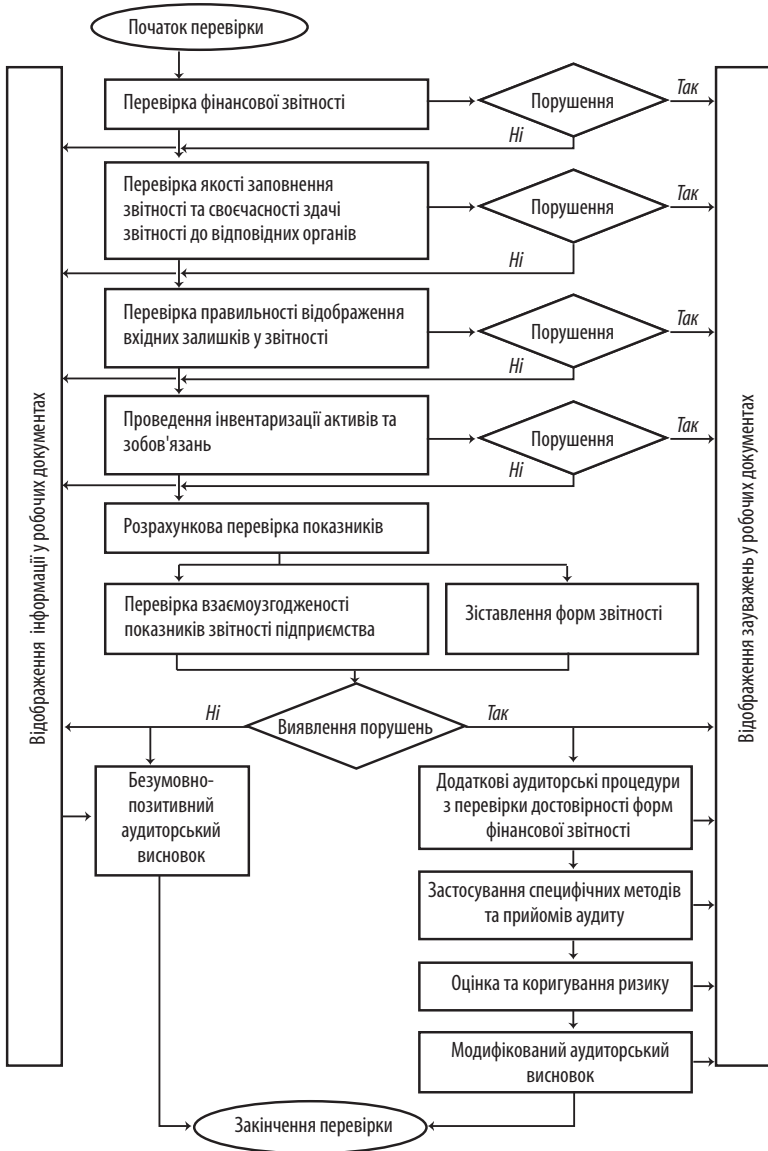 Початок перевірки
Відображення інформації у робочих документах
Відображення зауважень у робочих документах
Перевірка фінансової звітності
Порушення
Так
Ні
Перевірка якості заповнення
звітності та своєчасності здачі
звітності до відповідних органів
Порушення
Так
Ні
Перевірка правильності відображення
вхідних залишків у звітності
Порушення
Так
Ні
Проведення інвентаризації активів та
зобов'язань
Порушення
Так
Ні
Розрахункова перевірка показників
Перевірка взаємоузгодженості
показників звітності підприємства
Зіставлення форм звітності
Ні
Виявлення порушень
Так
Безумовно-
позитивний
аудиторський
висновок
Додаткові аудиторські процедури
з перевірки достовірності форм
фінансової звітності
Застосування специфічних методів
та прийомів аудиту
Оцінка та коригування ризику
Модифікований аудиторський
висновок
Закінчення перевірки